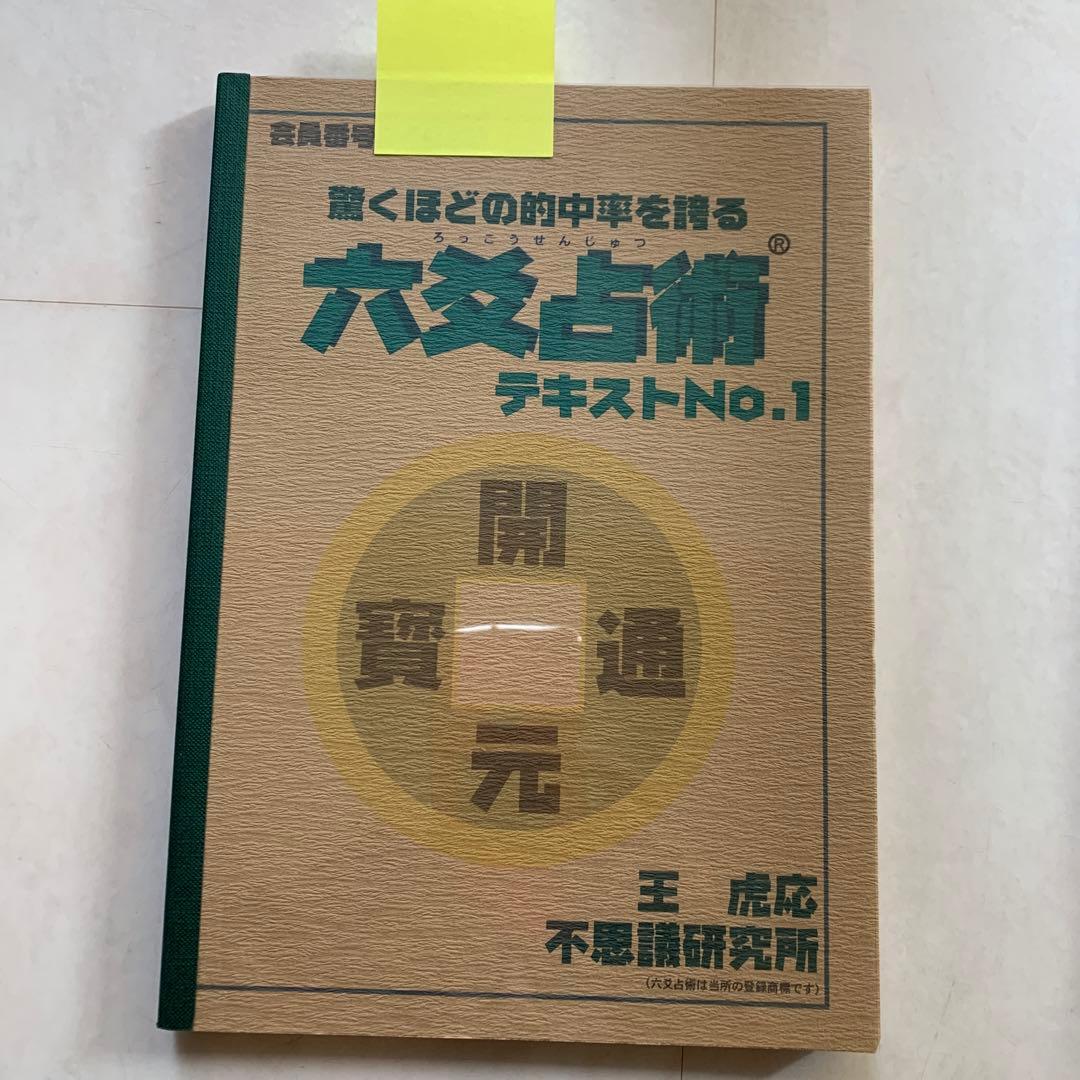 会員番号
驚くほどの的中率を誇る
ろっこうせんじゅつ
六爻占術®
テキストNo.1
開
寳 通
元
王 虎応
不思議研究所
(六爻占術は当所の登録商標です)